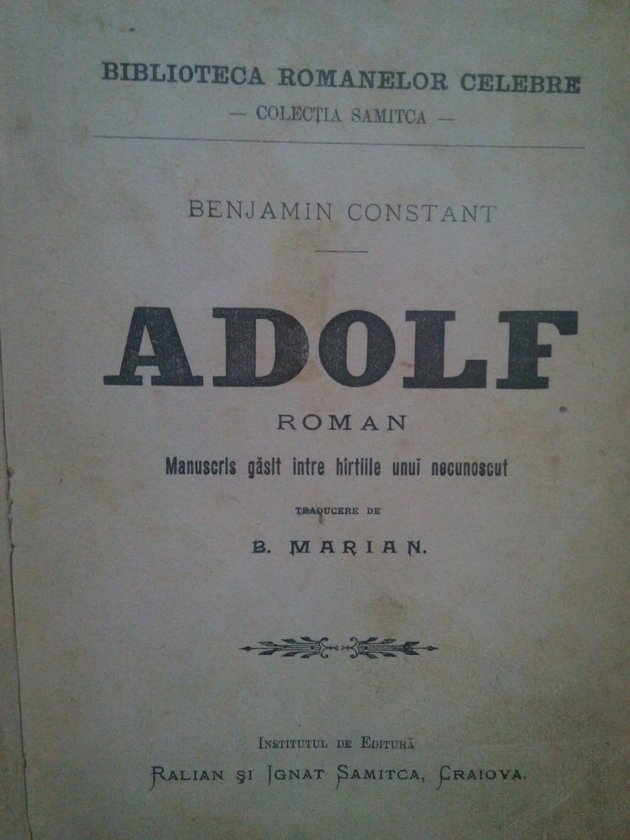 BIBLIOTECA ROMANELOR CELEBRE
— COLECȚIA SAMITCA —
BENJAMIN CONSTANT
ADOLF
ROMAN
Manuscris găsit între hîrtiile unuĭ necunoscut
TRADUCERE DE
B. MARIAN.
INSTITUTUL DE EDITURĂ
RALIAN ȘI IGNAT SAMITCA, CRAIOVA.